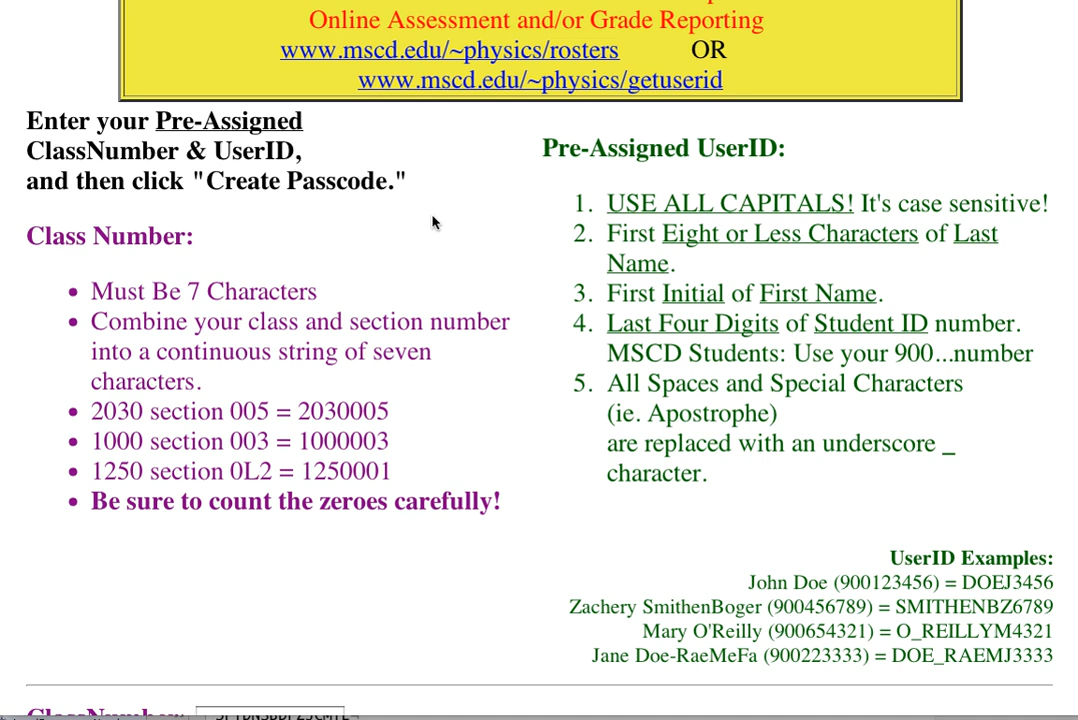 Online Assessment and/or Grade Reporting
www.mscd.edu/~physics/rosters OR
www.mscd.edu/~physics/getuserid
Enter your Pre-Assigned
ClassNumber & UserID,
and then click "Create Passcode."
Class Number:
• Must Be 7 Characters
• Combine your class and section number
into a continuous string of seven
characters.
• 2030 section 005 = 2030005
• 1000 section 003 = 1000003
• 1250 section 0L2 = 1250001
• Be sure to count the zeroes carefully!
Pre-Assigned UserID:
1. USE ALL CAPITALS! It's case sensitive!
2. First Eight or Less Characters of Last
Name.
3. First Initial of First Name.
4. Last Four Digits of Student ID number.
MSCD Students: Use your 900...number
5. All Spaces and Special Characters
(ie. Apostrophe)
are replaced with an underscore _
character.
UserID Examples:
John Doe (900123456) = DOEJ3456
Zachery SmithenBoger (900456789) = SMITHENBZ6789
Mary O'Reilly (900654321) = O_REILLYM4321
Jane Doe-RaeMeFa (900223333) = DOE_RAEMJ3333
ClassNumber: